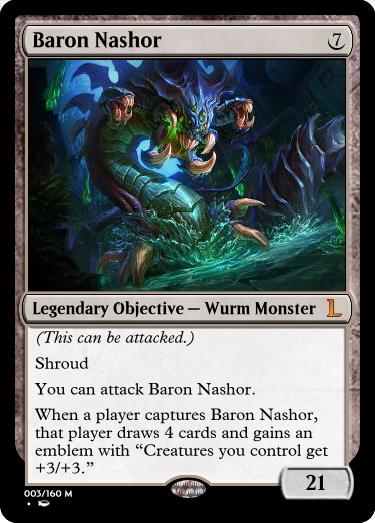 Baron Nashor
7
Legendary Objective — Wurm Monster
L
(This can be attacked.)
Shroud
You can attack Baron Nashor.
When a player captures Baron Nashor,
that player draws 4 cards and gains an
emblem with “Creatures you control get
+3/+3.”
21
003/160 M